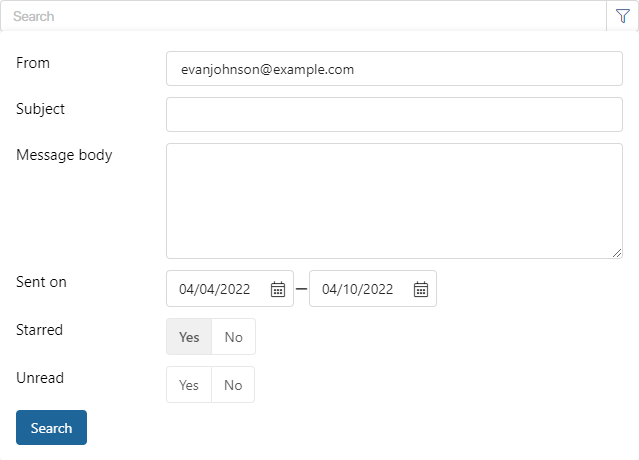 Search
From
evanjohnson@example.com
Subject
Message body
Sent on
04/04/2022 — 04/10/2022
Starred
Yes No
Unread
Yes No
Search